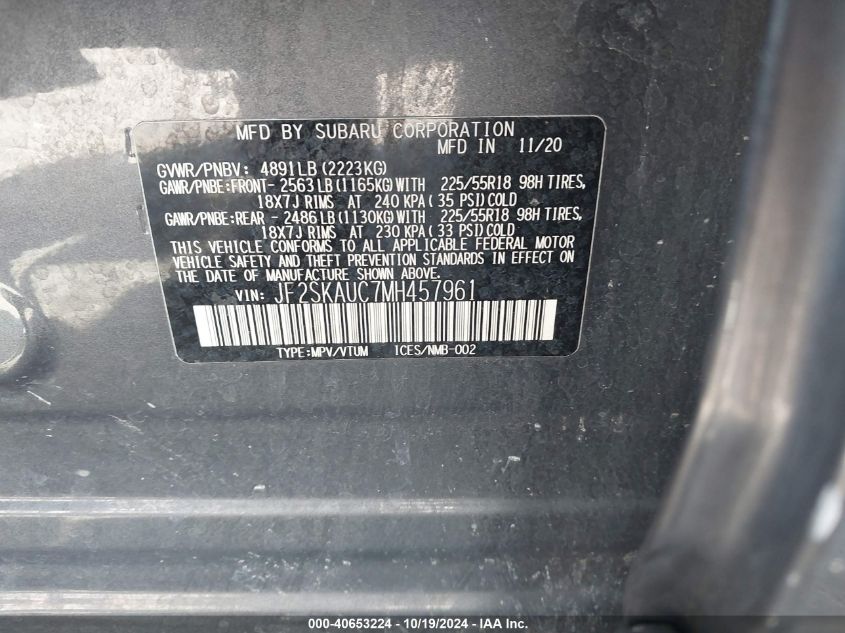 MFD BY SUBARU CORPORATION
MFD IN 11/20
GVWR/PNBV: 4891LB(2223KG)
GAWR/PNBE:FRONT- 2563LB(1165KG)WITH 225/55R18 98H TIRES,
18X7J RIMS AT 240 KPA( 35 PSI)COLD
GAWR/PNBE:REAR - 2486LB(1130KG)WITH 225/55R18 98H TIRES,
18X7J RIMS AT 230 KPA( 33 PSI)COLD
THIS VEHICLE CONFORMS TO ALL APPLICABLE FEDERAL MOTOR
VEHICLE SAFETY AND THEFT PREVENTION STANDARDS IN EFFECT ON
THE DATE OF MANUFACTURE SHOWN ABOVE.
VIN: JF2SKAUC7MH457961
TYPE:MPV/VTUM ICES/NMB-002
000-40653224 - 10/19/2024 - IAA Inc.